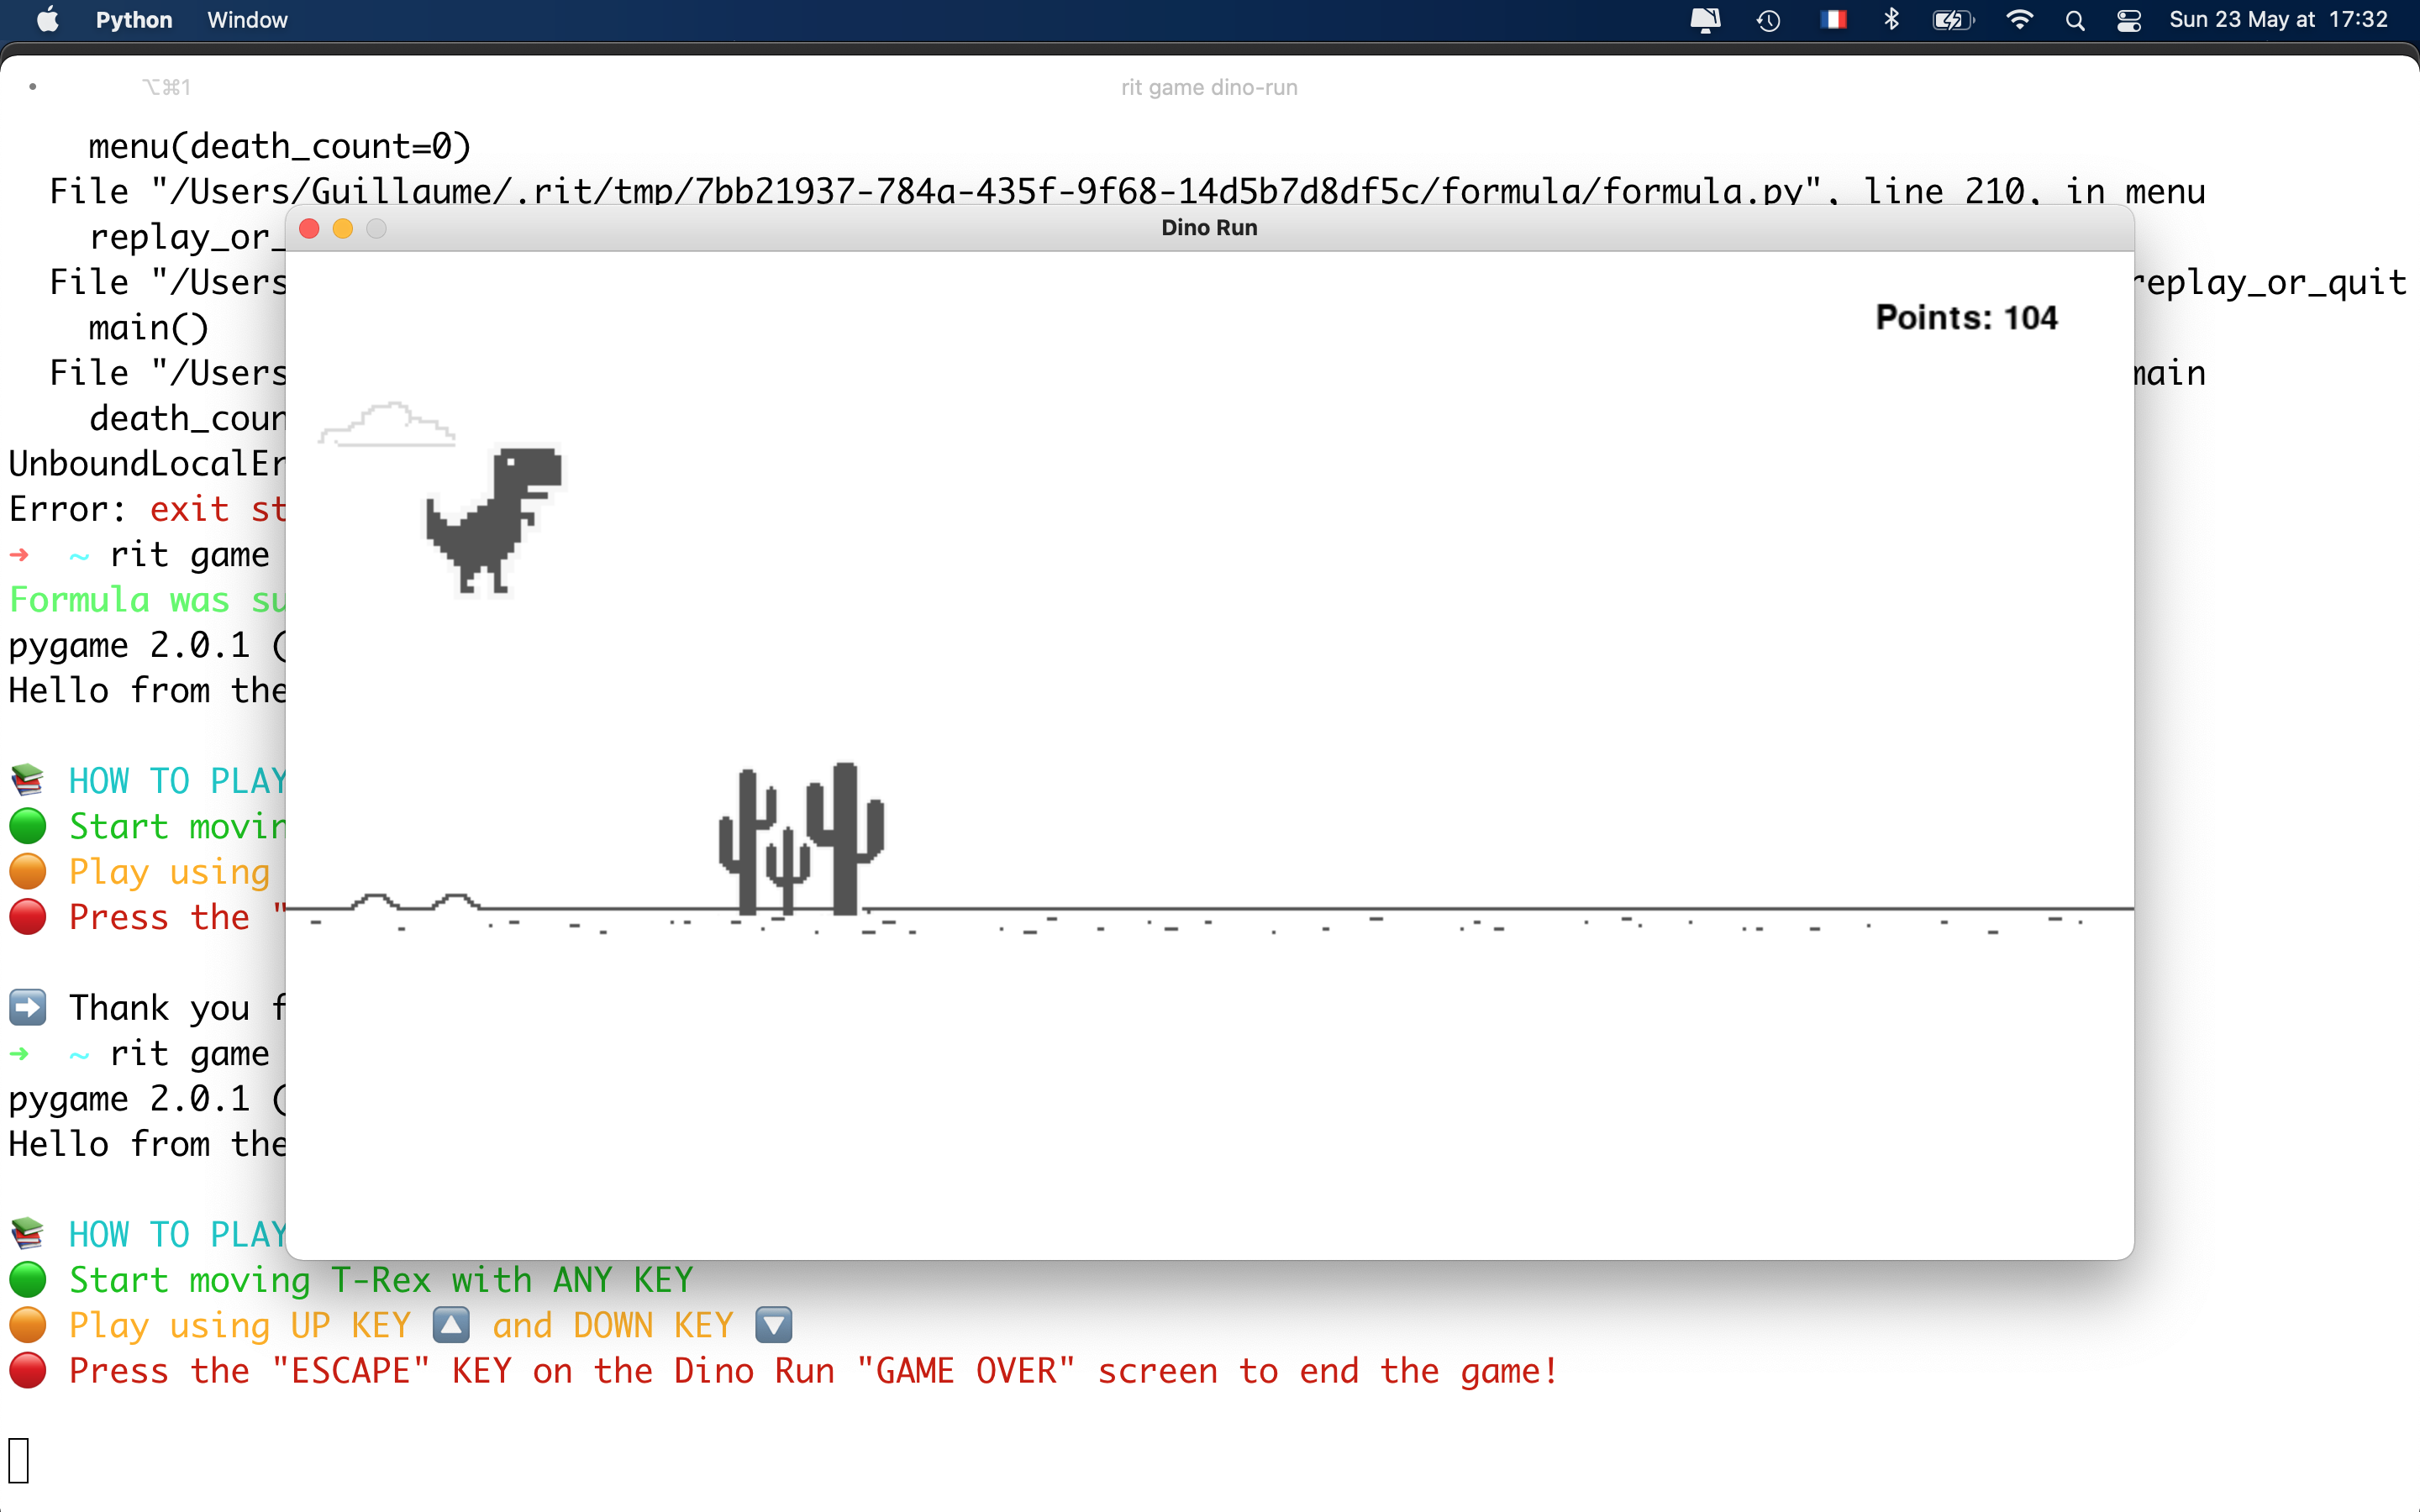 Python Window Sun 23 May at 17:32
⌥⌘1 rit game dino-run
menu(death_count=0)
File "/Users/Guillaume/.rit/tmp/7bb21937-784a-435f-9f68-14d5b7d8df5c/formula/formula.py", line 210, in menu
replay_or_
File "/Users replay_or_quit
main()
File "/Users main
death_coun
UnboundLocalEr
Error: exit st
➜ ~ rit game
Formula was su
pygame 2.0.1 (
Hello from the
HOW TO PLAY
Start movin
Play using
Press the "
Thank you f
➜ ~ rit game
pygame 2.0.1 (
Hello from the
HOW TO PLAY
Start moving T-Rex with ANY KEY
Play using UP KEY 🔼 and DOWN KEY 🔽
Press the "ESCAPE" KEY on the Dino Run "GAME OVER" screen to end the game!
Dino Run
Points: 104